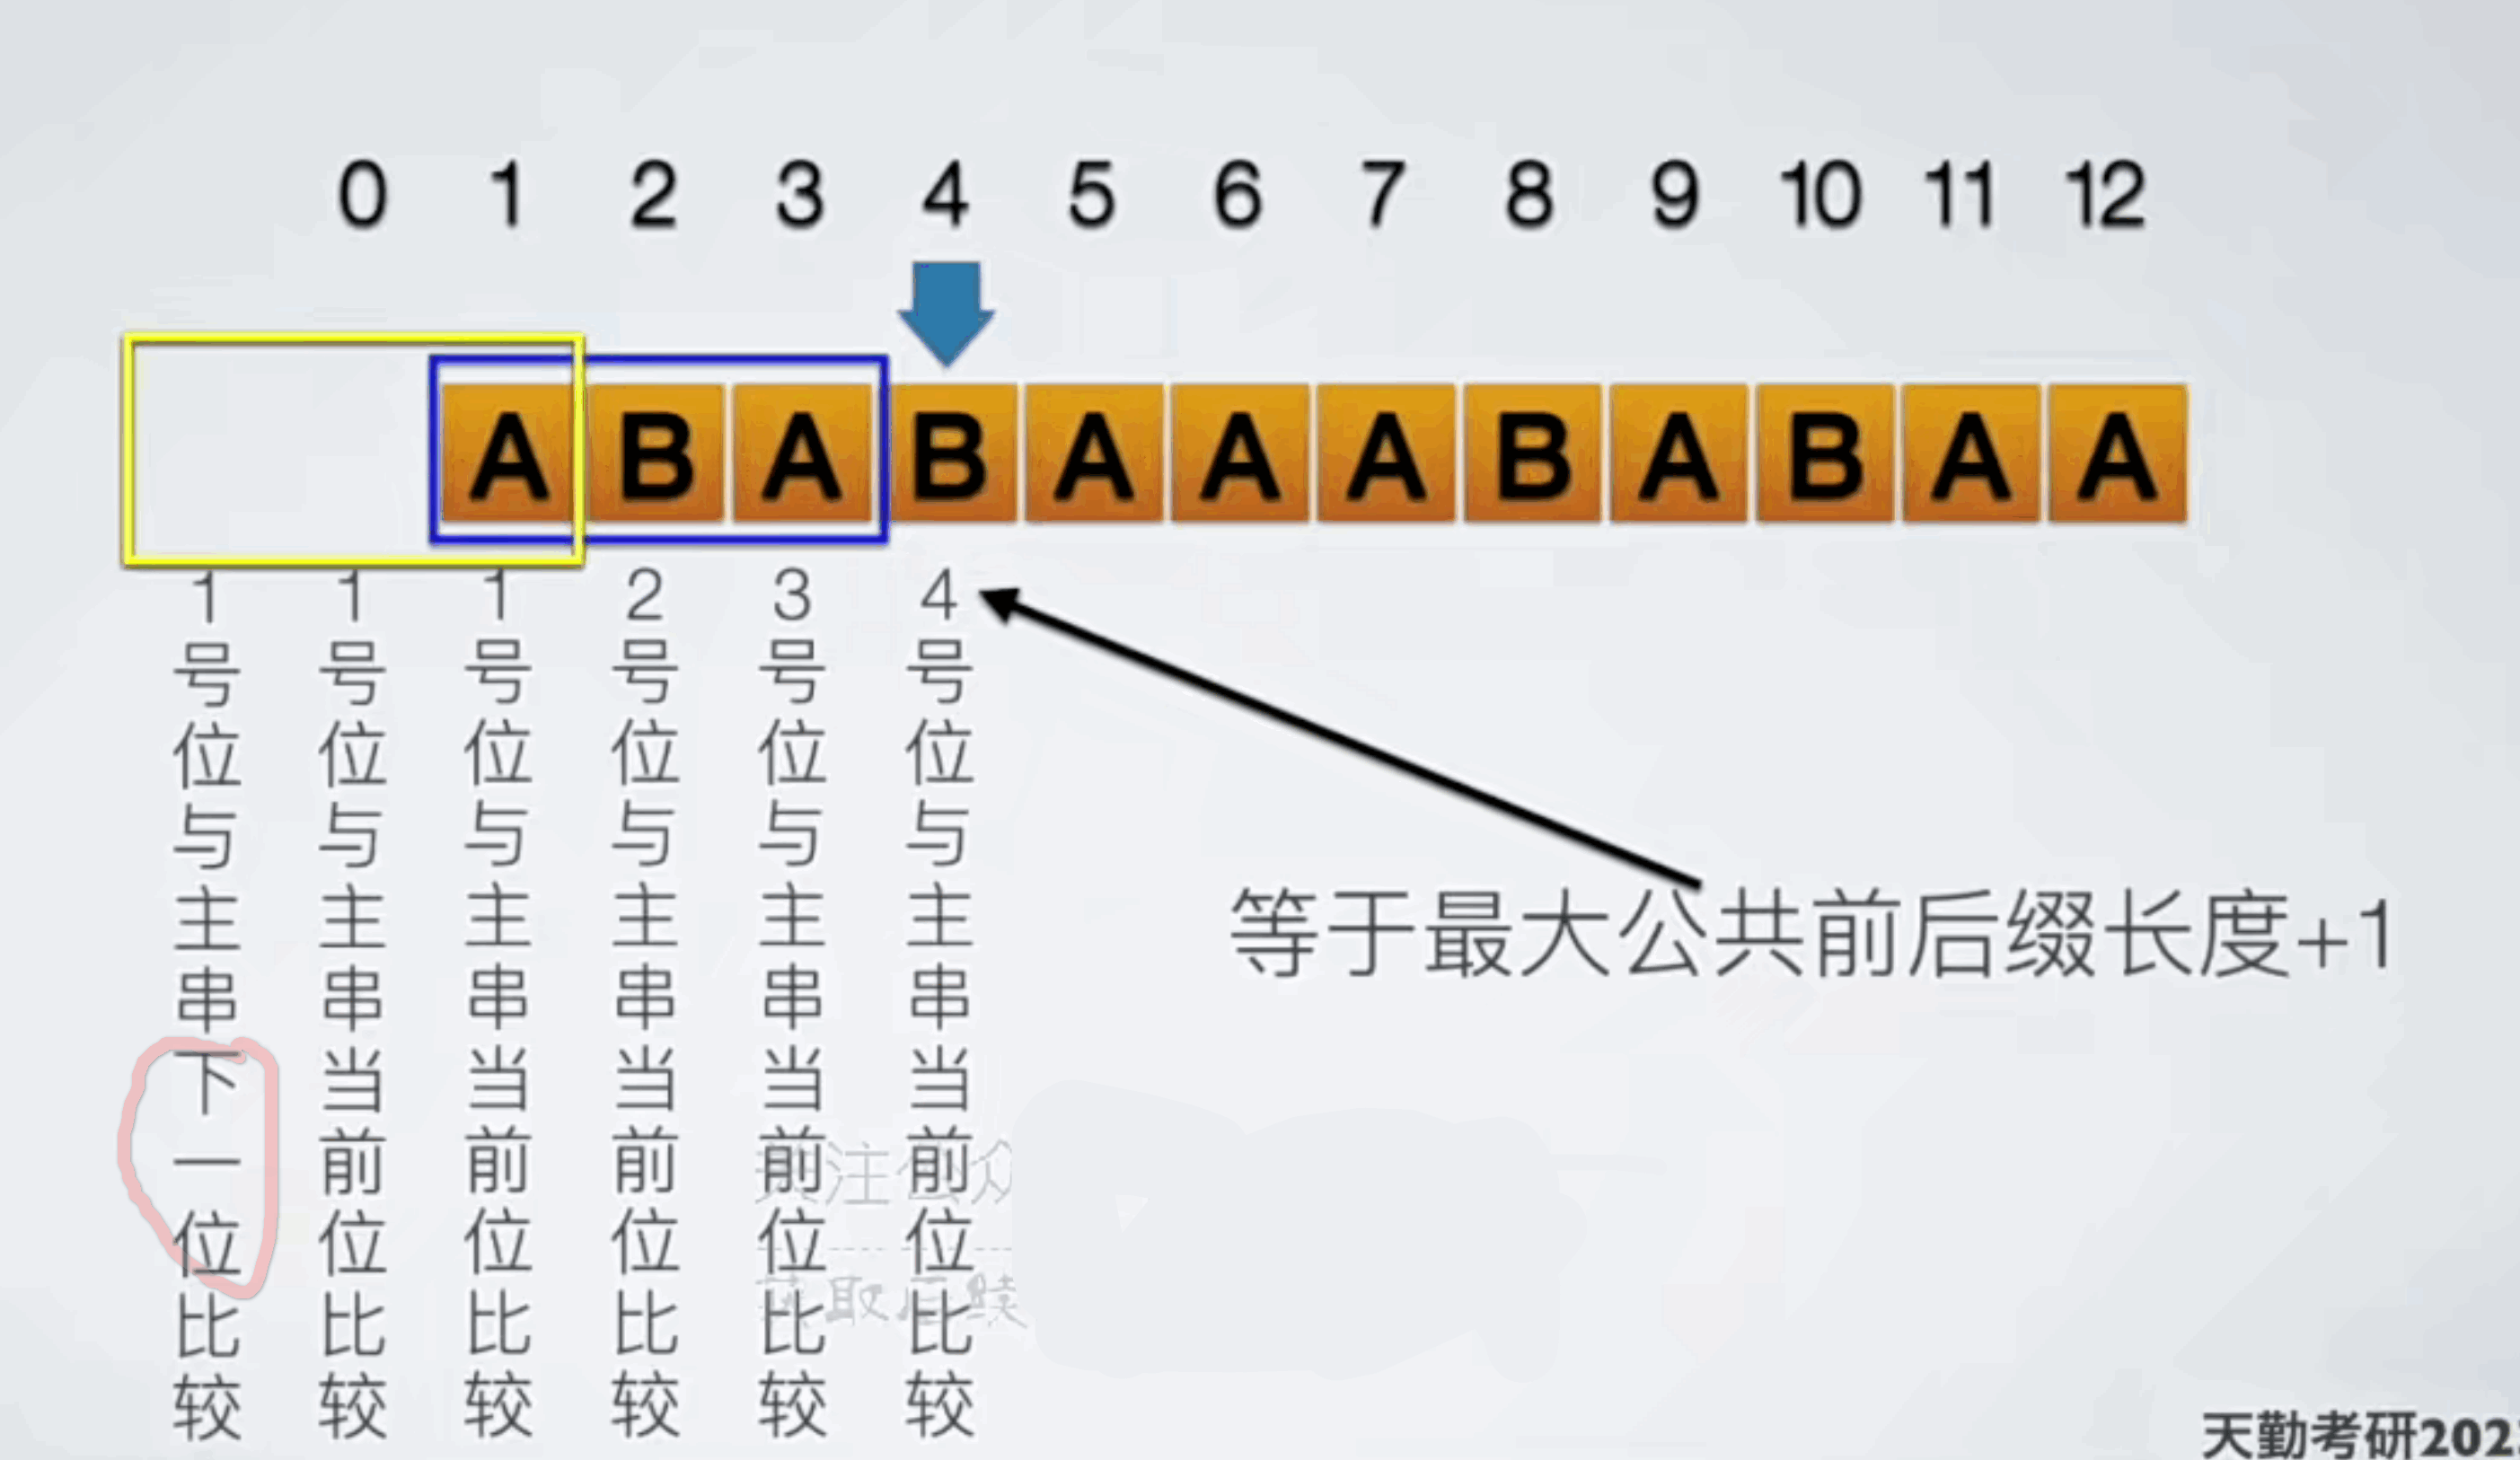 0 1 2 3 4 5 6 7 8 9 10 11 12
A B A B A A A B A B A A
1号位与主串下一位比较
1号位与主串当前位比较
1号位与主串当前位比较
2号位与主串当前位比较
3号位与主串当前位比较
4号位与主串当前位比较
等于最大公共前后缀长度+1
关注公众
获取后续
天勤考研202